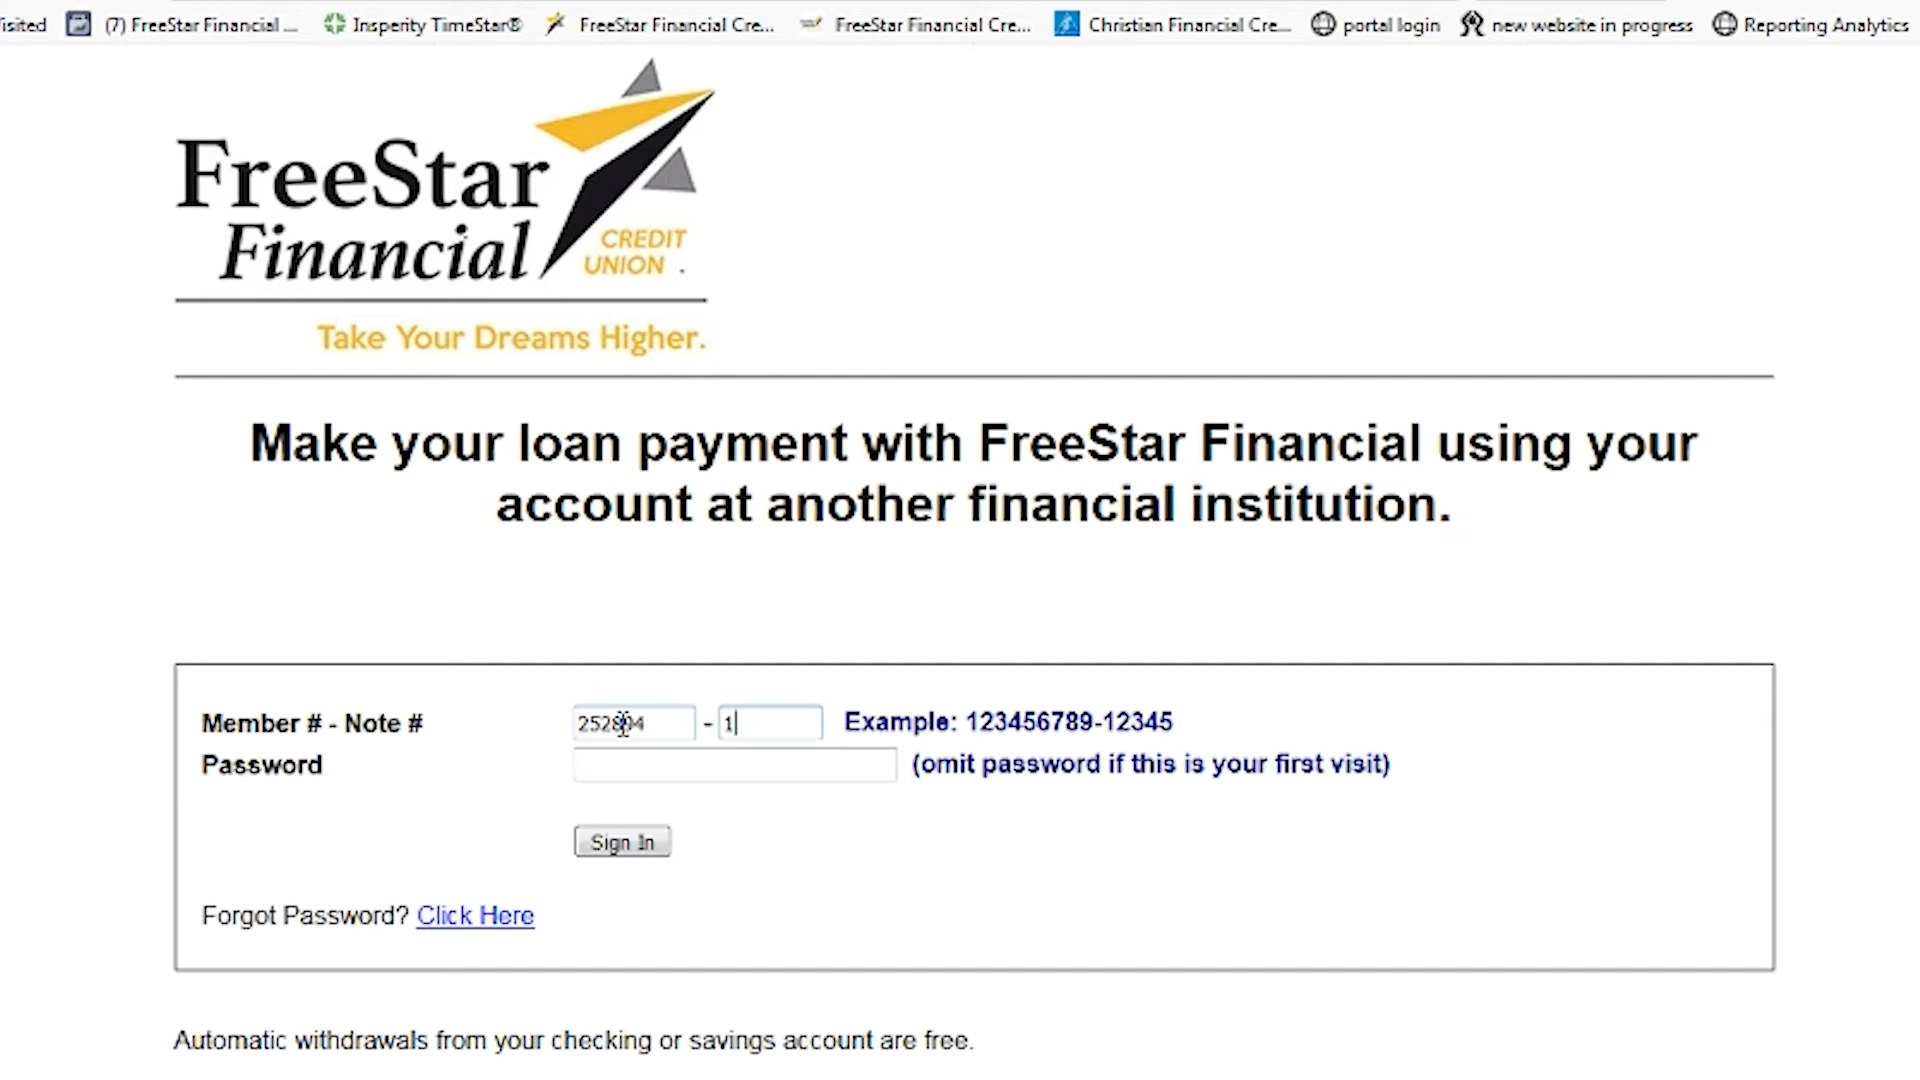 isited (7) FreeStar Financial ... Insperity TimeStar® FreeStar Financial Cre... FreeStar Financial Cre... Christian Financial Cre... portal login new website in progress Reporting Analytics
FreeStar
Financial
CREDIT
UNION
Take Your Dreams Higher.
Make your loan payment with FreeStar Financial using your
account at another financial institution.
Member # - Note # - 1 Example: 123456789-12345
Password (omit password if this is your first visit)
Sign In
Forgot Password? Click Here
Automatic withdrawals from your checking or savings account are free.